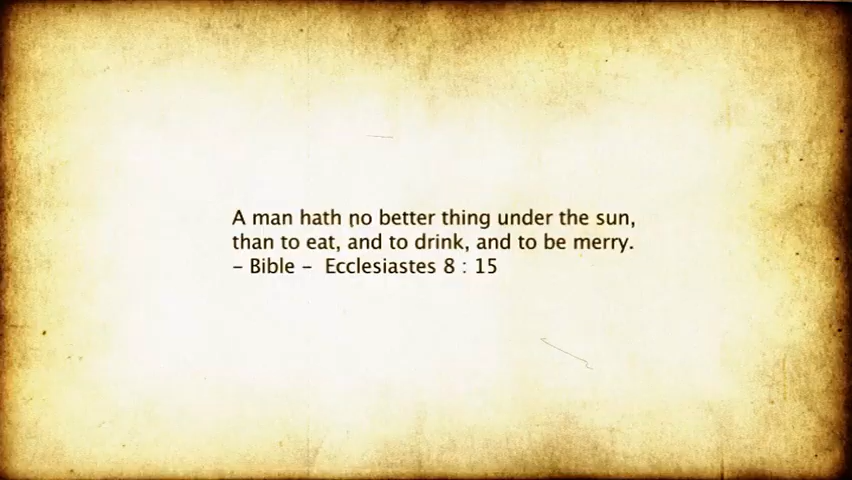 A man hath no better thing under the sun,
than to eat, and to drink, and to be merry.
– Bible – Ecclesiastes 8 : 15